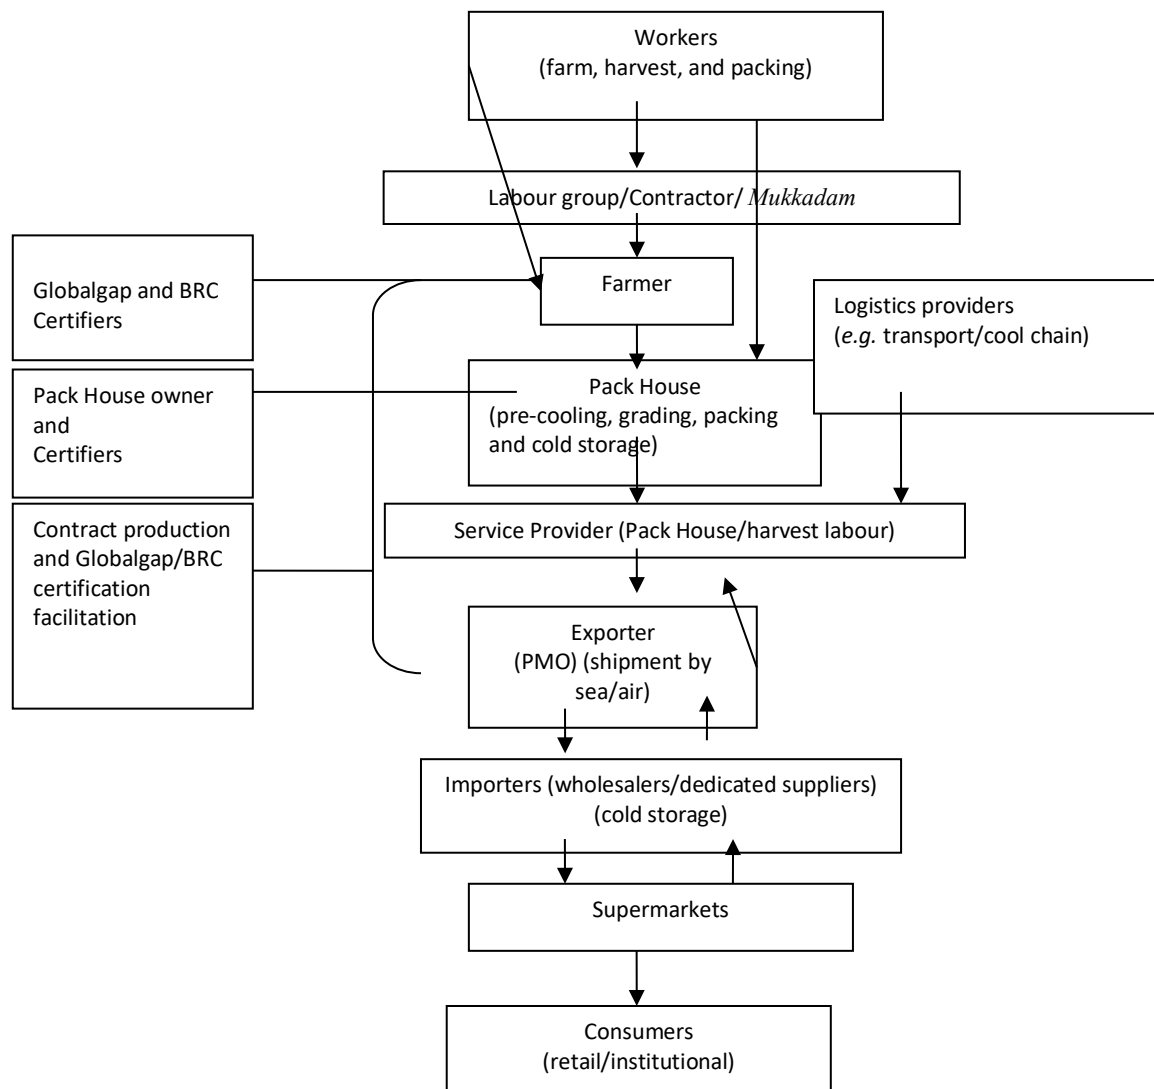 Workers
(farm, harvest, and packing)
Labour group/Contractor/ Mukkadam
Globalgap and BRC
Certifiers
Farmer
Logistics providers
(e.g. transport/cool chain)
Pack House owner
and
Certifiers
Pack House
(pre-cooling, grading, packing
and cold storage)
Contract production
and Globalgap/BRC
certification
facilitation
Service Provider (Pack House/harvest labour)
Exporter
(PMO) (shipment by
sea/air)
Importers (wholesalers/dedicated suppliers)
(cold storage)
Supermarkets
Consumers
(retail/institutional)